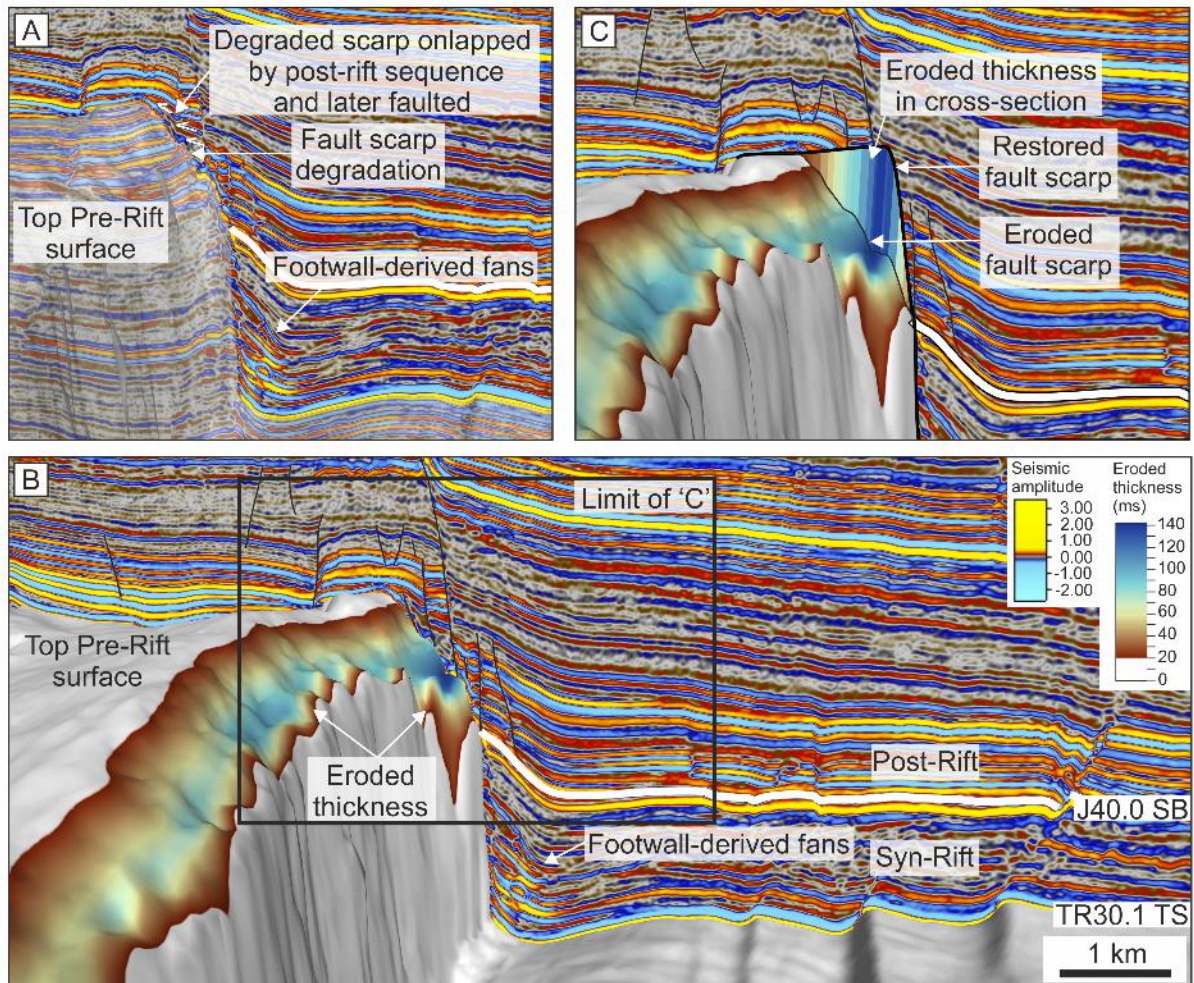 A
Degraded scarp onlapped
by post-rift sequence
and later faulted
Fault scarp
degradation
Top Pre-Rift
surface
Footwall-derived fans
C
Eroded thickness
in cross-section
Restored
fault scarp
Eroded
fault scarp
B
Limit of ‘C’
Seismic
amplitude
3.00
2.00
1.00
0.00
-1.00
-2.00
Eroded
thickness
(ms)
140
120
100
80
60
40
20
0
Top Pre-Rift
surface
Eroded
thickness
Post-Rift
J40.0 SB
Footwall-derived fans
Syn-Rift
TR30.1 TS
1 km